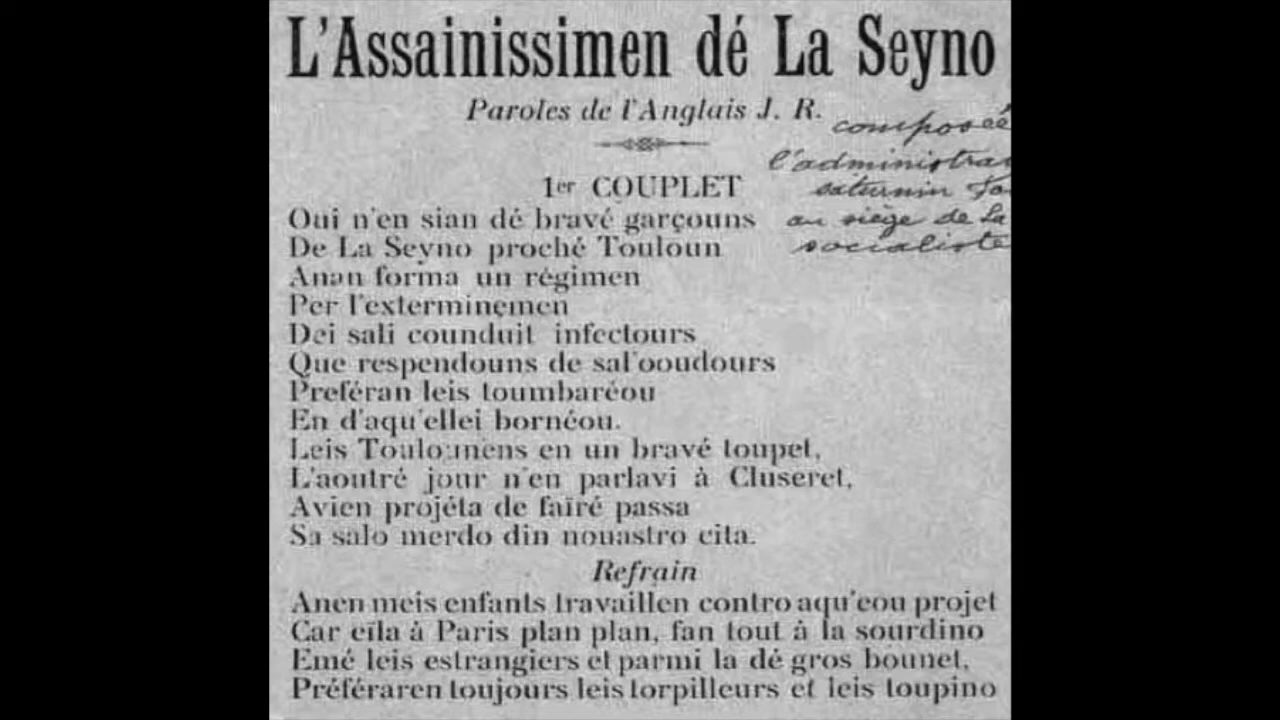 L'Assainissimen dé La Seyno
Paroles de l'Anglais J. R.
composée
l'administra
saturnin
au siège de La
socialiste
1er COUPLET
Oui n'en sian dé bravé garçouns
De La Seyno proché Touloun
Anan forma un régimen
Per l'exterminemen
Dei sali counduit infectours
Que respendouns de sal'ooudours
Preféran leis toumbaréou
En d'aqu'ellei bornéou.
Leis Toulounens en un bravé toupet,
L'aoutré jour n'en parlavi à Cluseret,
Avien projéta de faïré passa
Sa salo merdo din nouastro cita.
Refrain
Anen meis enfants travaillen contro aqu'eou projet
Car eïla à Paris plan plan, fan tout à la sourdino
Emé leis estrangiers et parmi la dé gros bounet,
Préféraren toujours leis torpilleurs et leis toupino